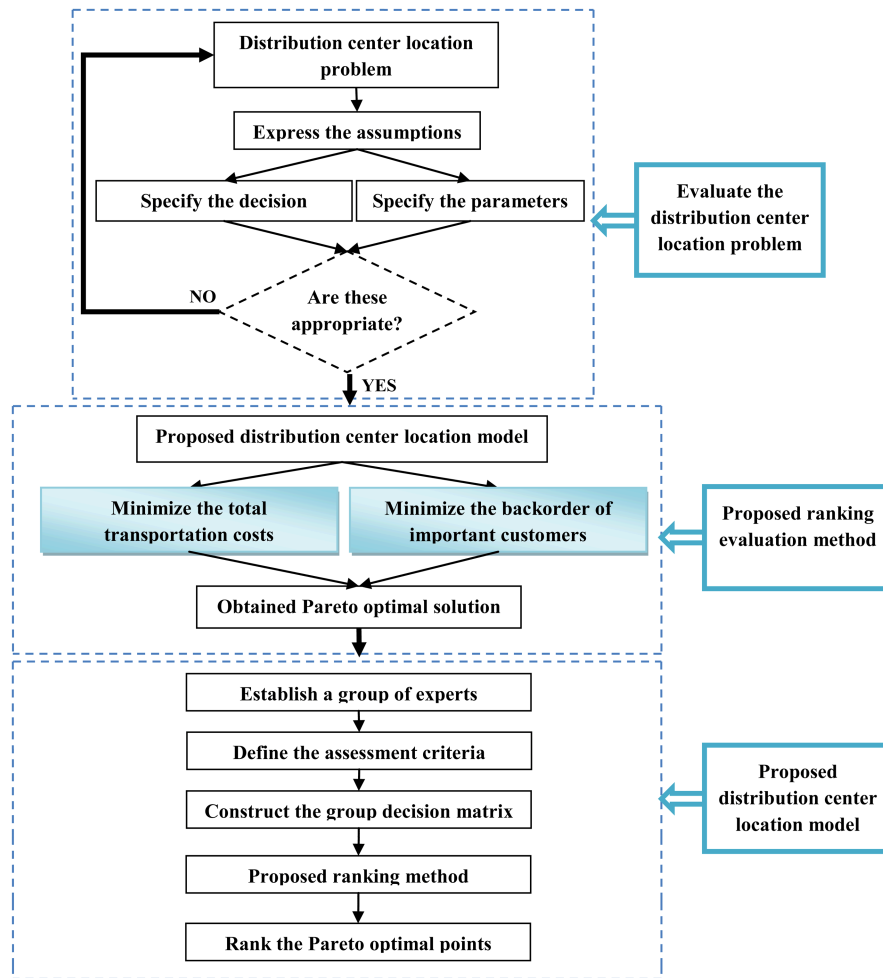 Distribution center location
problem
Express the assumptions
Specify the decision
Specify the parameters
Evaluate the
distribution center
location problem
NO
Are these
appropriate?
YES
Proposed distribution center location model
Minimize the total
transportation costs
Minimize the backorder of
important customers
Proposed ranking
evaluation method
Obtained Pareto optimal solution
Establish a group of experts
Define the assessment criteria
Construct the group decision matrix
Proposed
distribution center
location model
Proposed ranking method
Rank the Pareto optimal points